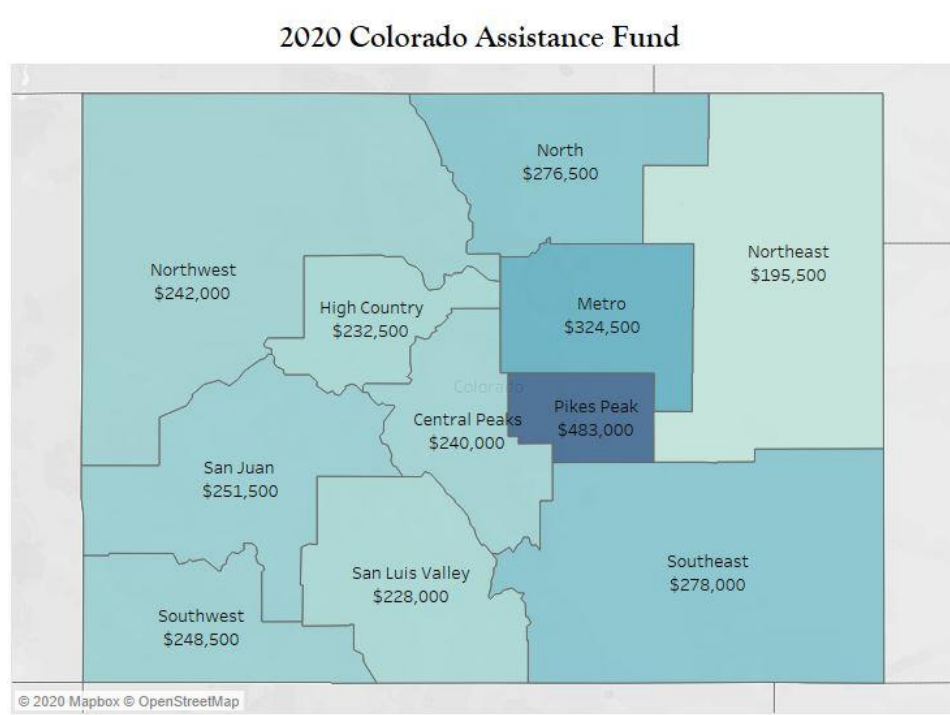 2020 Colorado Assistance Fund
North
$276,500
Northeast
$195,500
Northwest
$242,000
High Country
$232,500
Metro
$324,500
Colorado
Pikes Peak
$483,000
Central Peaks
$240,000
San Juan
$251,500
Southeast
$278,000
San Luis Valley
$228,000
Southwest
$248,500
© 2020 Mapbox © OpenStreetMap